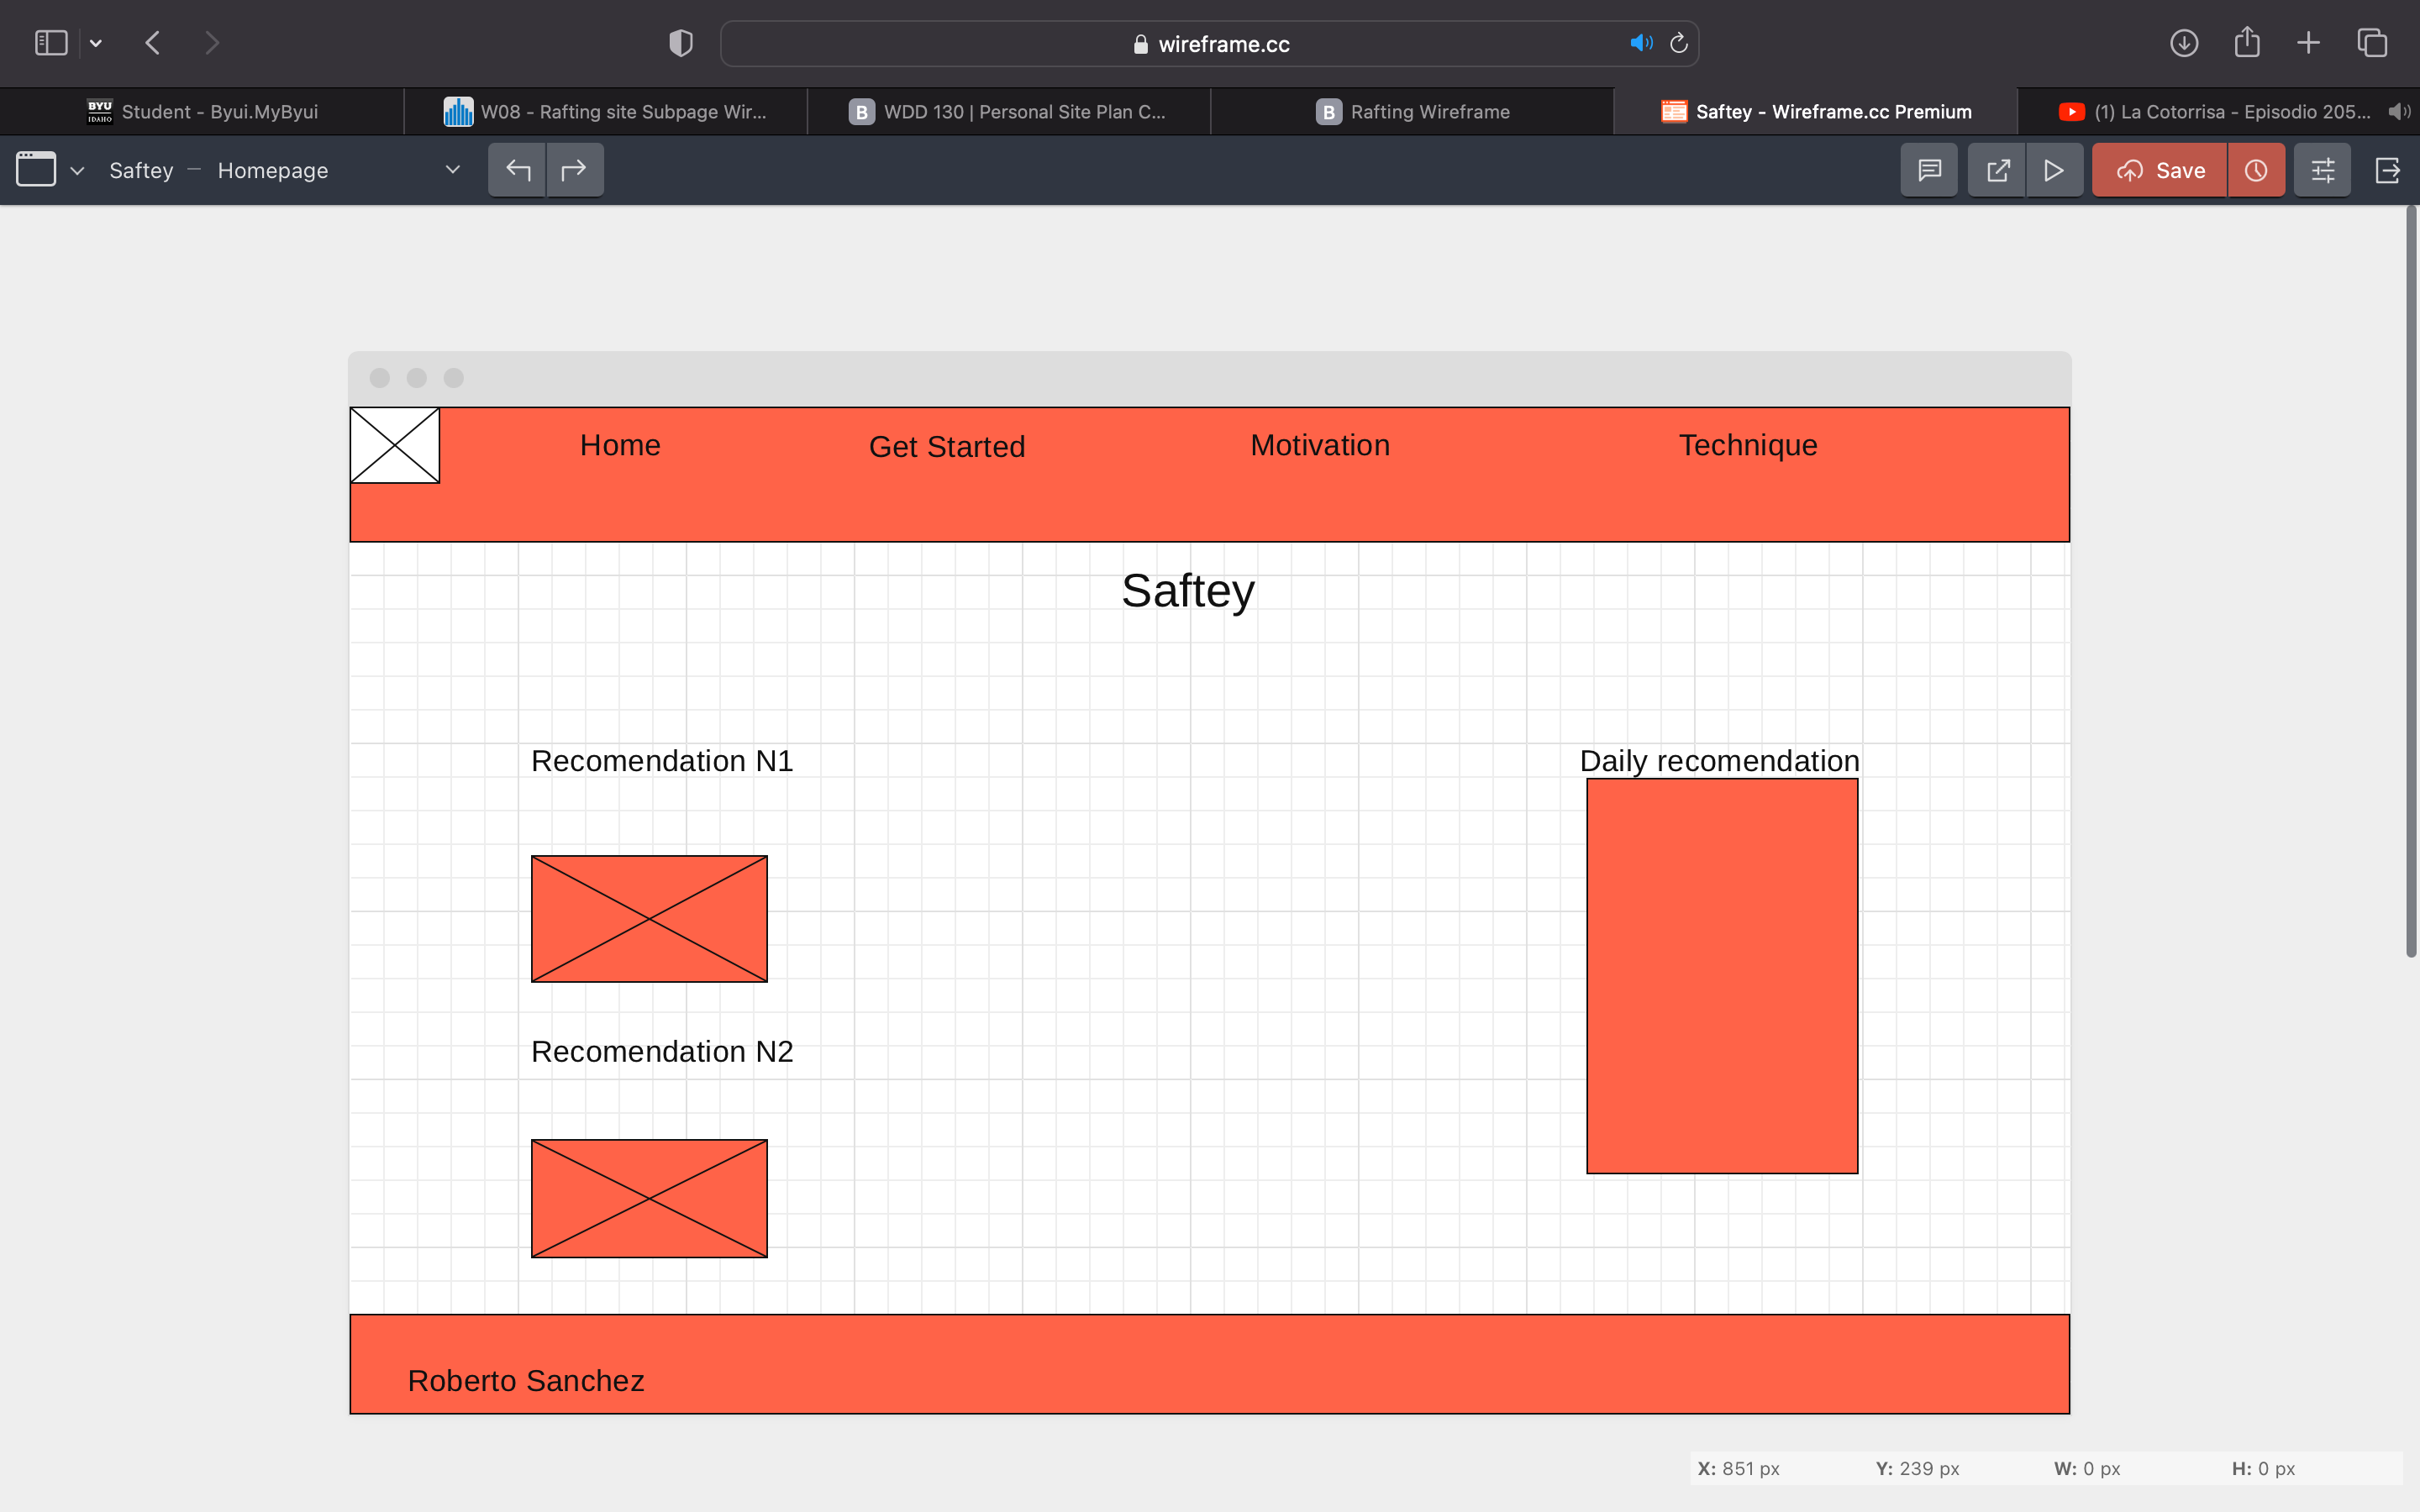 wireframe.cc
BYU IDAHO Student - Byui.MyByui
W08 - Rafting site Subpage Wir...
B WDD 130 | Personal Site Plan C...
B Rafting Wireframe
Saftey - Wireframe.cc Premium
(1) La Cotorrisa - Episodio 205...
Saftey – Homepage
Save
Home
Get Started
Motivation
Technique
Saftey
Recomendation N1
Daily recomendation
Recomendation N2
Roberto Sanchez
X: 851 px Y: 239 px W: 0 px H: 0 px